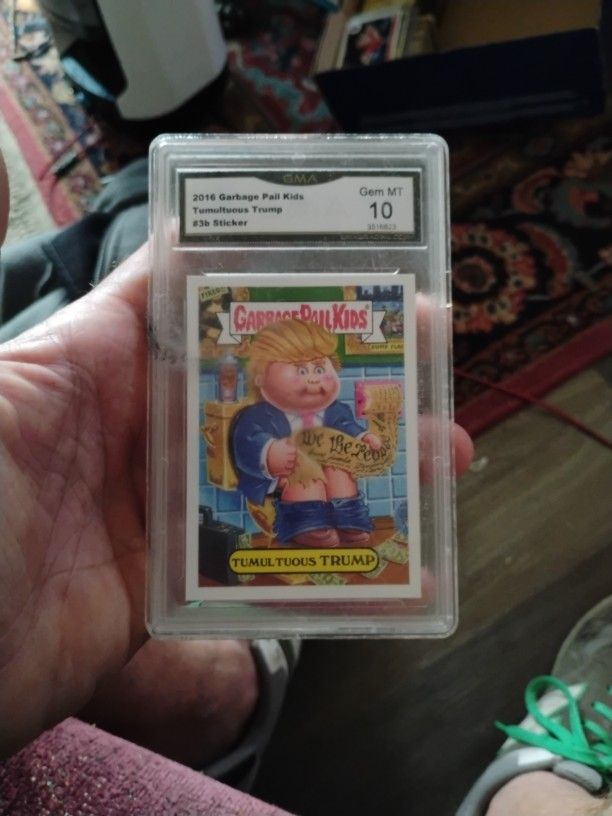 GMA
2016 Garbage Pail Kids
Tumultuous Trump
#3b Sticker
Gem MT
10
3516623
GARBAGE PAIL KIDS
We The People
TUMULTUOUS TRUMP